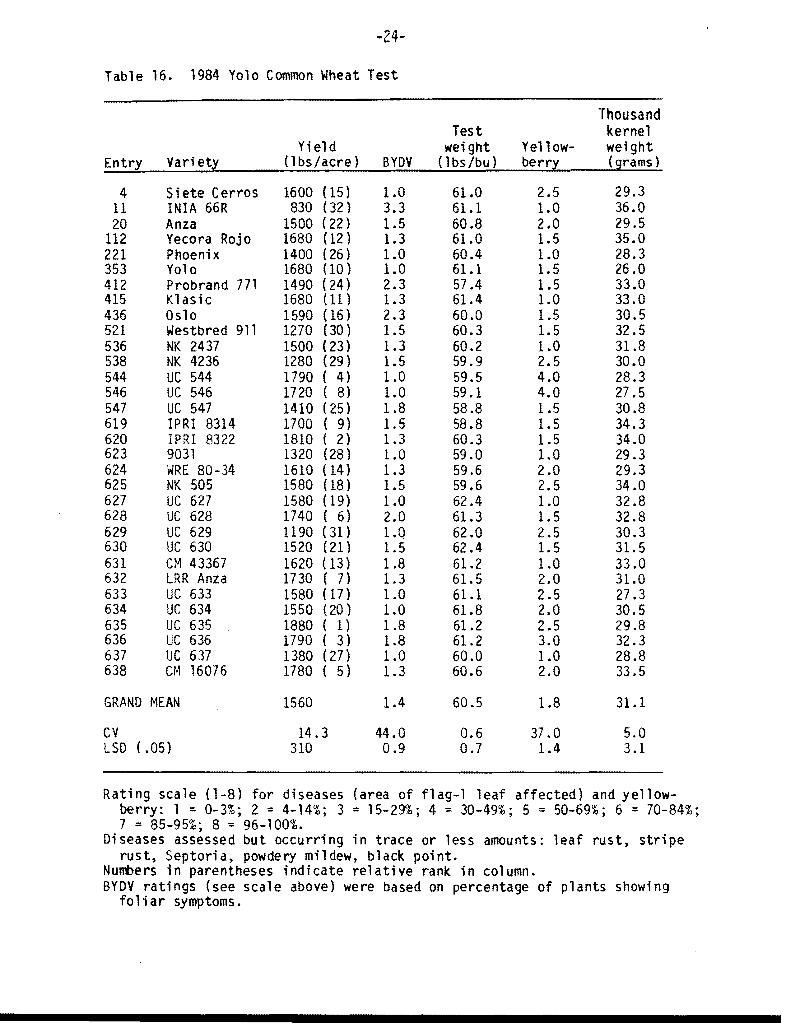 -24-
Table 16. 1984 Yolo Common Wheat Test
Thousand
Test kernel
Yield weight Yellow- weight
Entry Variety (lbs/acre) BYDV (lbs/bu) berry (grams)
4 Siete Cerros 1600 (15) 1.0 61.0 2.5 29.3
11 INIA 66R 830 (32) 3.3 61.1 1.0 36.0
20 Anza 1500 (22) 1.5 60.8 2.0 29.5
112 Yecora Rojo 1680 (12) 1.3 61.0 1.5 35.0
221 Phoenix 1400 (26) 1.0 60.4 1.0 28.3
353 Yolo 1680 (10) 1.0 61.1 1.5 26.0
412 Probrand 771 1490 (24) 2.3 57.4 1.5 33.0
415 Klasic 1680 (11) 1.3 61.4 1.0 33.0
436 Oslo 1590 (16) 2.3 60.0 1.5 30.5
521 Westbred 911 1270 (30) 1.5 60.3 1.5 32.5
536 NK 2437 1500 (23) 1.3 60.2 1.0 31.8
538 NK 4236 1280 (29) 1.5 59.9 2.5 30.0
544 UC 544 1790 ( 4) 1.0 59.5 4.0 28.3
546 UC 546 1720 ( 8) 1.0 59.1 4.0 27.5
547 UC 547 1410 (25) 1.8 58.8 1.5 30.8
619 IPRI 8314 1700 ( 9) 1.5 58.8 1.5 34.3
620 IPRI 8322 1810 ( 2) 1.3 60.3 1.5 34.0
623 9031 1320 (28) 1.0 59.0 1.0 29.3
624 WRE 80-34 1610 (14) 1.3 59.6 2.0 29.3
625 NK 505 1580 (18) 1.5 59.6 2.5 34.0
627 UC 627 1580 (19) 1.0 62.4 1.0 32.8
628 UC 628 1740 ( 6) 2.0 61.3 1.5 32.8
629 UC 629 1190 (31) 1.0 62.0 2.5 30.3
630 UC 630 1520 (21) 1.5 62.4 1.5 31.5
631 CM 43367 1620 (13) 1.8 61.2 1.0 33.0
632 LRR Anza 1730 ( 7) 1.3 61.5 2.0 31.0
633 UC 633 1580 (17) 1.0 61.1 2.5 27.3
634 UC 634 1550 (20) 1.0 61.8 2.0 30.5
635 UC 635 1880 ( 1) 1.8 61.2 2.5 29.8
636 UC 636 1790 ( 3) 1.8 61.2 3.0 32.3
637 UC 637 1380 (27) 1.0 60.0 1.0 28.8
638 CM 16076 1780 ( 5) 1.3 60.6 2.0 33.5
GRAND MEAN 1560 1.4 60.5 1.8 31.1
CV 14.3 44.0 0.6 37.0 5.0
LSD (.05) 310 0.9 0.7 1.4 3.1
Rating scale (1-8) for diseases (area of flag-1 leaf affected) and yellow-
berry: 1 = 0-3%; 2 = 4-14%; 3 = 15-29%; 4 = 30-49%; 5 = 50-69%; 6 = 70-84%;
7 = 85-95%; 8 = 96-100%.
Diseases assessed but occurring in trace or less amounts: leaf rust, stripe
rust, Septoria, powdery mildew, black point.
Numbers in parentheses indicate relative rank in column.
BYDV ratings (see scale above) were based on percentage of plants showing
foliar symptoms.